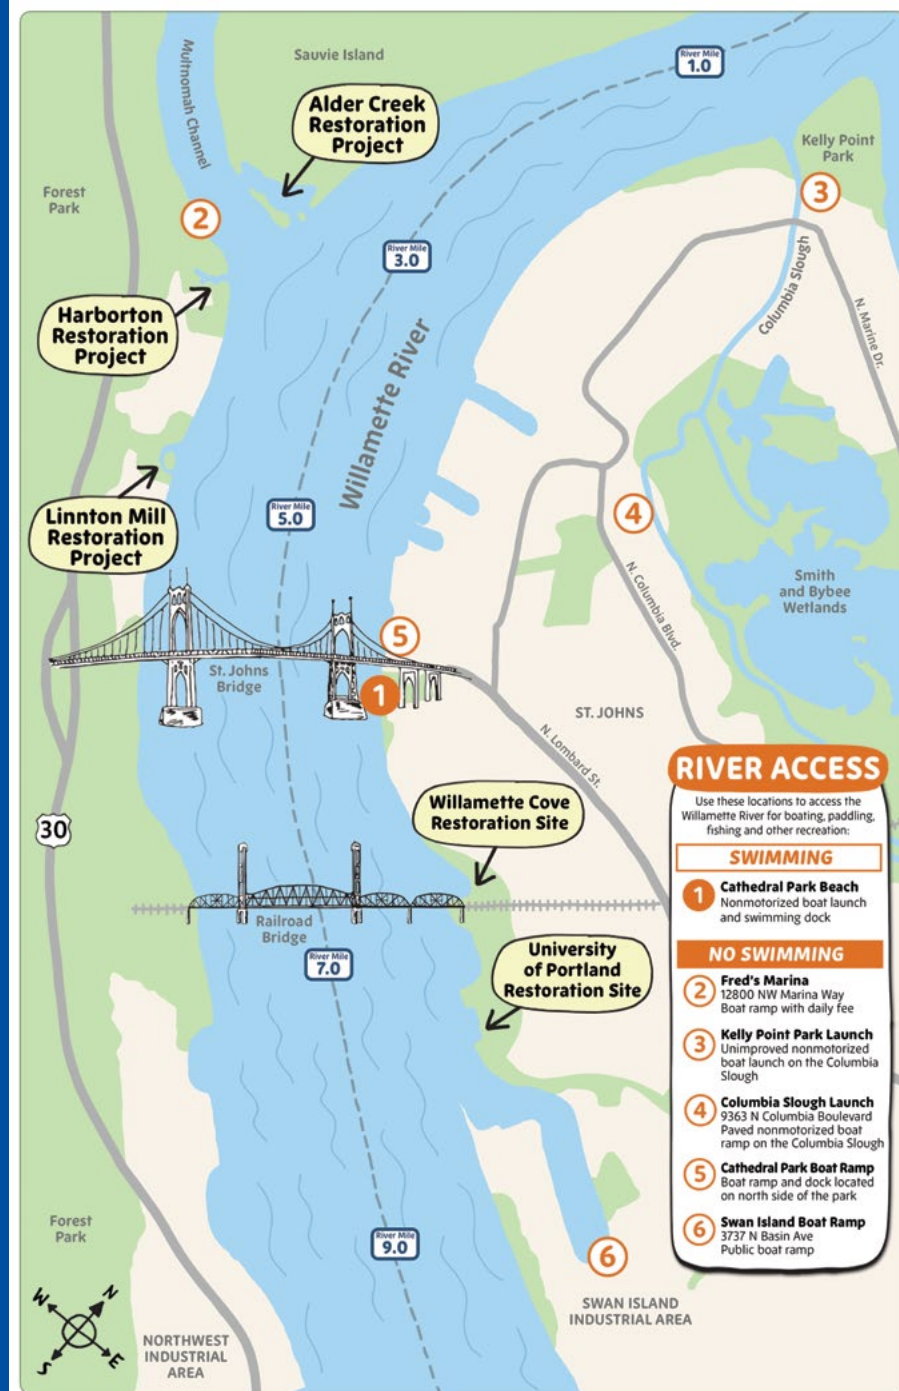 Sauvie Island
River Mile
1.0
Multnomah Channel
Alder Creek
Restoration
Project
Kelly Point
Park
Forest
Park
3
2
River Mile
3.0
Columbia Slough
N. Marine Dr.
Harborton
Restoration
Project
Willamette River
River Mile
5.0
4
Linnton Mill
Restoration
Project
Smith
and Bybee
Wetlands
N. Columbia Blvd.
5
St. Johns
Bridge
1
ST. JOHNS
N. Lombard St.
30
Willamette Cove
Restoration Site
Railroad
Bridge
River Mile
7.0
University
of Portland
Restoration Site
Forest
Park
River Mile
9.0
6
SWAN ISLAND
INDUSTRIAL AREA
NORTHWEST
INDUSTRIAL
AREA
W
N
S
E
RIVER ACCESS
Use these locations to access the
Willamette River for boating, paddling,
fishing and other recreation:
SWIMMING
1
Cathedral Park Beach
Nonmotorized boat launch
and swimming dock
NO SWIMMING
2
Fred's Marina
12800 NW Marina Way
Boat ramp with daily fee
3
Kelly Point Park Launch
Unimproved nonmotorized
boat launch on the Columbia
Slough
4
Columbia Slough Launch
9363 N Columbia Boulevard
Paved nonmotorized boat
ramp on the Columbia Slough
5
Cathedral Park Boat Ramp
Boat ramp and dock located
on north side of the park
6
Swan Island Boat Ramp
3737 N Basin Ave
Public boat ramp